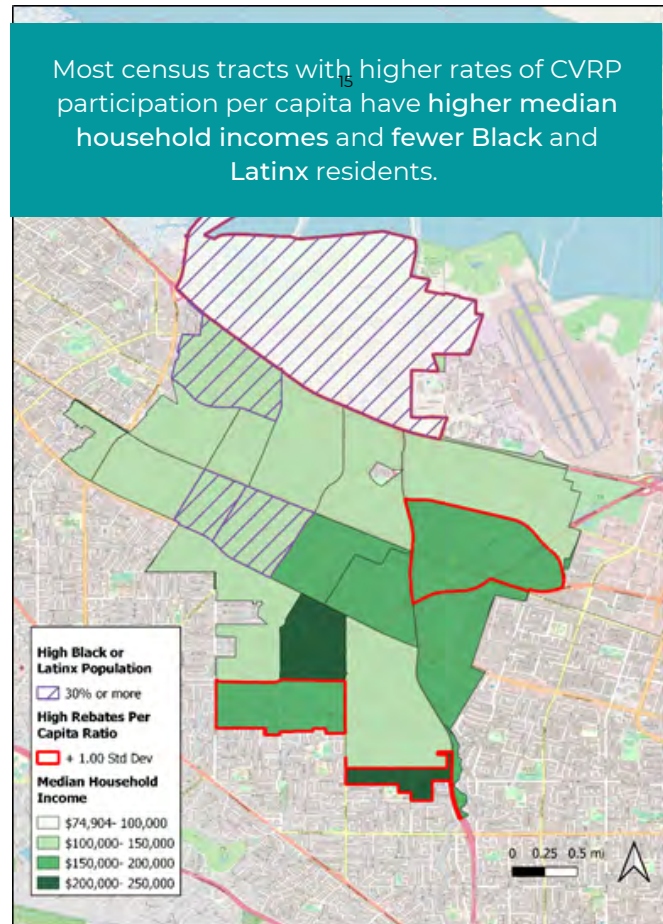 Most census tracts with higher rates of CVRP
15
participation per capita have higher median
household incomes and fewer Black and
Latinx residents.
High Black or
Latinx Population
30% or more
High Rebates Per
Capita Ratio
+ 1.00 Std Dev
Median Household
Income
$74,904- 100,000
$100,000- 150,000
$150,000- 200,000
$200,000- 250,000
0 0.25 0.5 mi